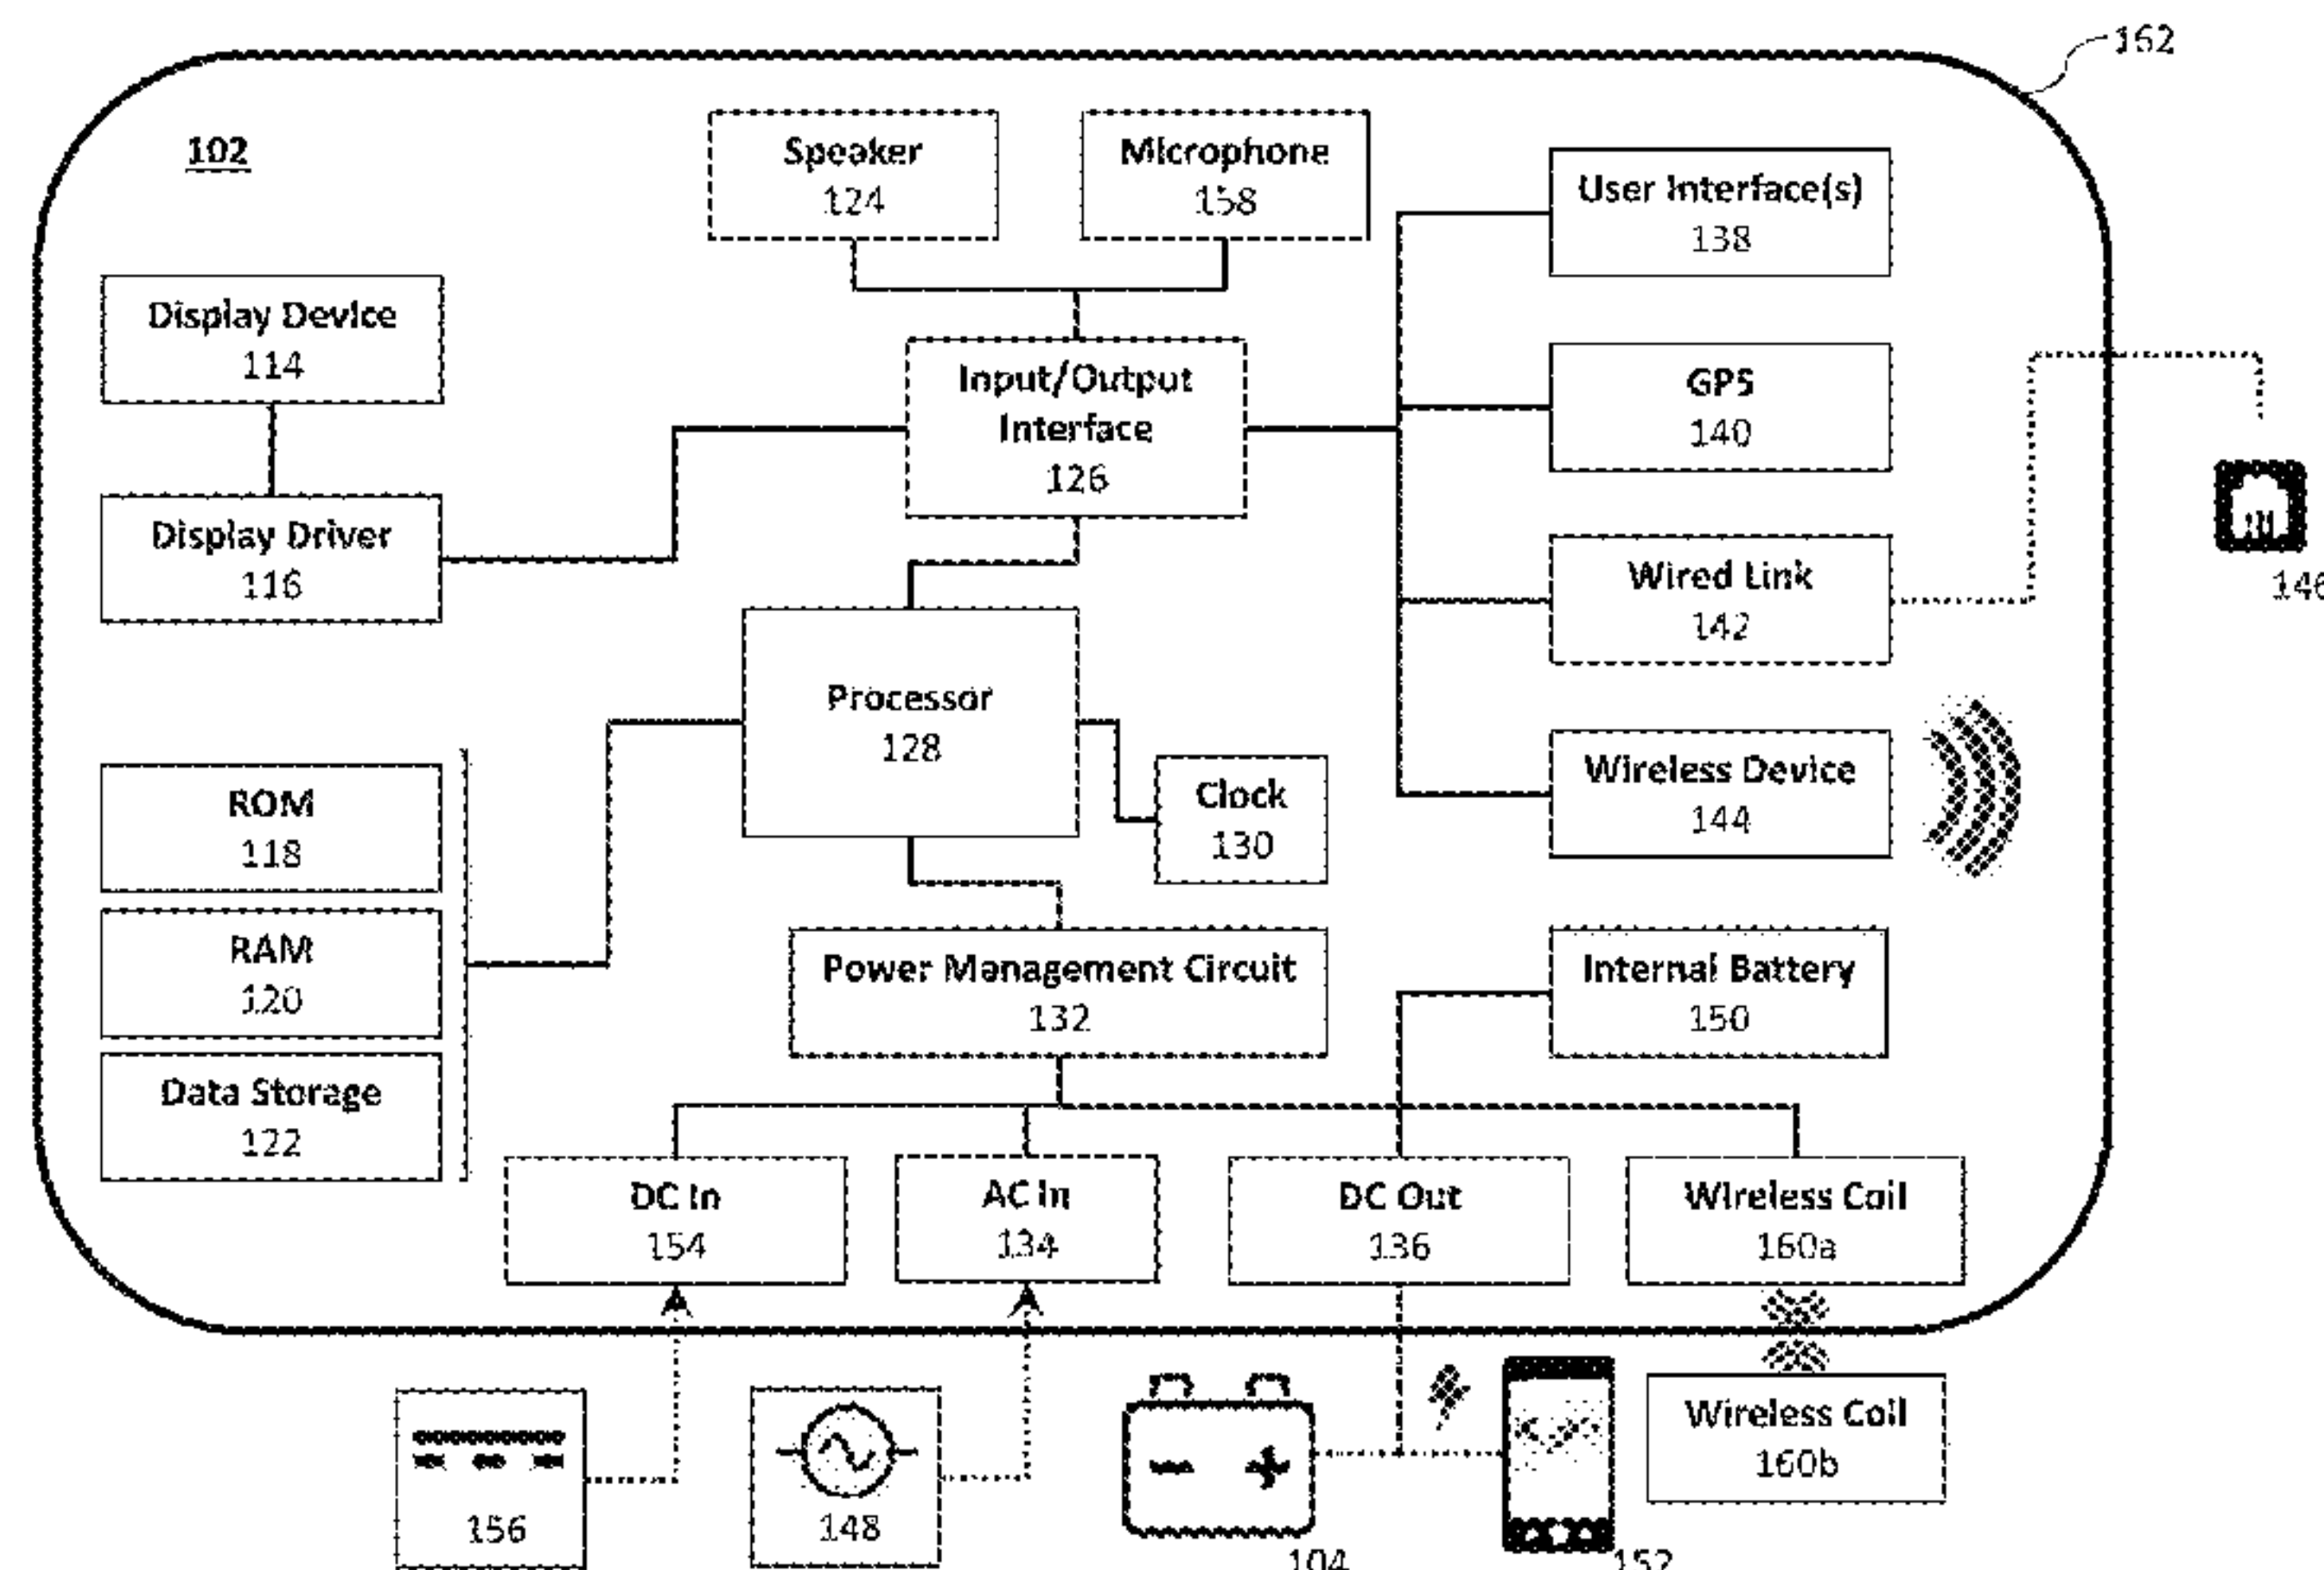 162
102
Speaker
124
Microphone
158
User Interface(s)
138
Display Device
114
Input/Output
Interface
126
GPS
140
Display Driver
116
Wired Link
142
146
Processor
128
Clock
130
Wireless Device
144
ROM
118
RAM
120
Data Storage
122
Power Management Circuit
132
Internal Battery
150
DC In
154
AC In
134
DC Out
136
Wireless Coil
160a
Wireless Coil
160b
156
148
104
152